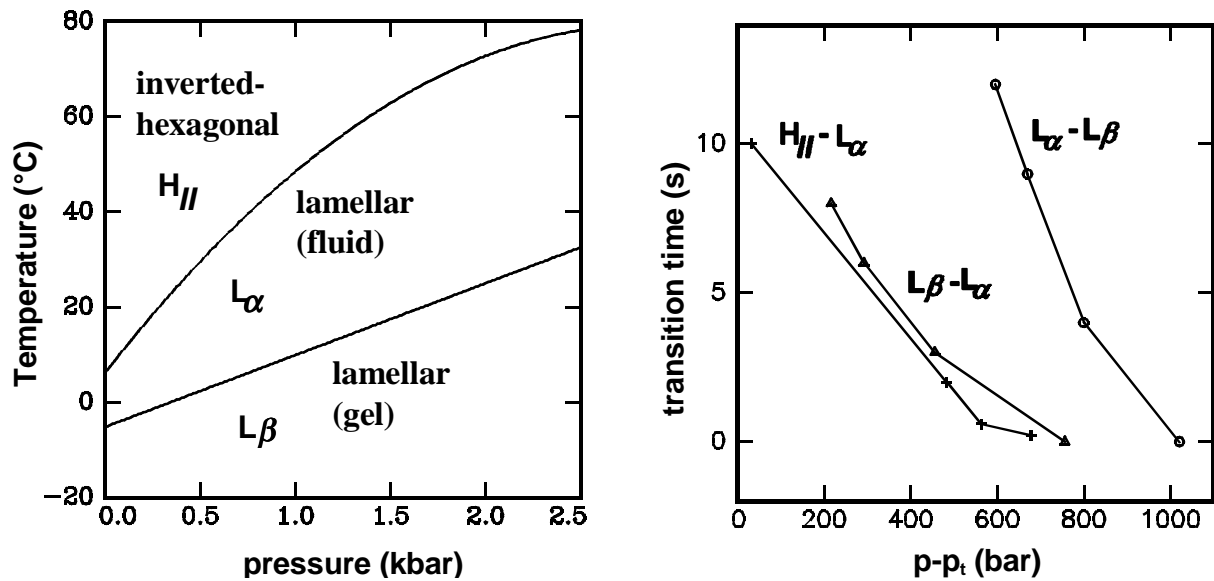 80
60
40
20
0
−20
Temperature (°C)
inverted-
hexagonal
H//
lamellar
(fluid)
Lα
lamellar
(gel)
Lβ
0.0 0.5 1.0 1.5 2.0 2.5
pressure (kbar)
10
5
0
transition time (s)
H// - Lα
Lα - Lβ
Lβ - Lα
0 200 400 600 800 1000
p-pt (bar)